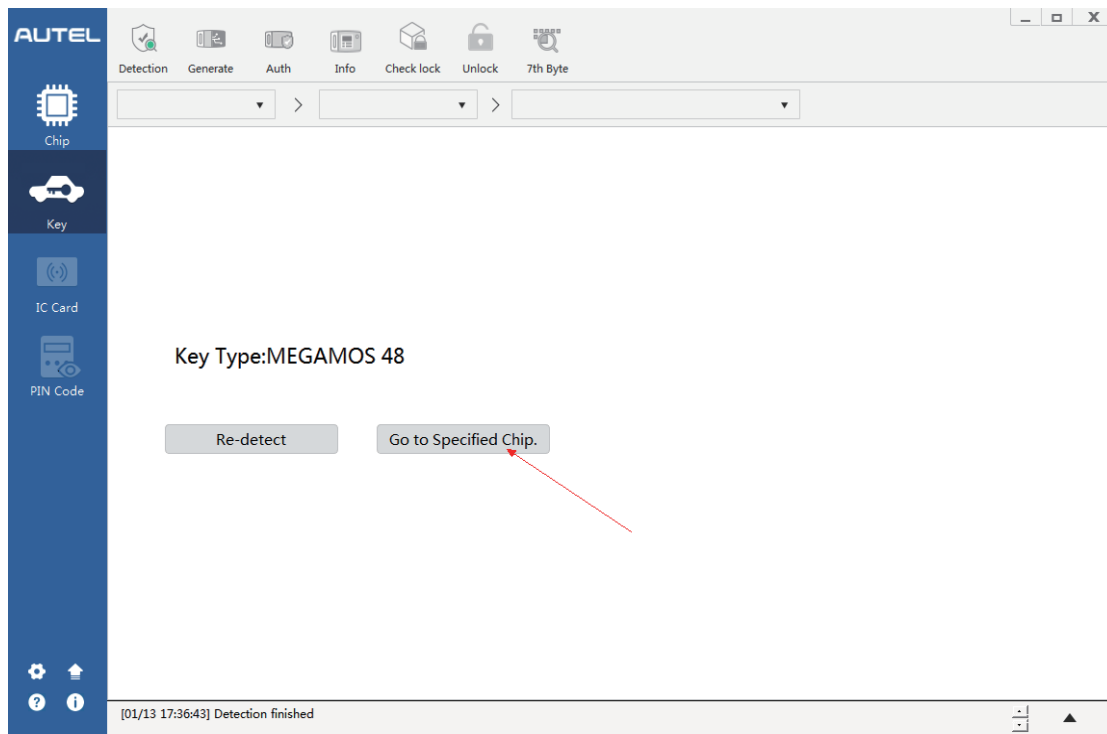 AUTEL
Detection Generate Auth Info Check lock Unlock 7th Byte
Chip
Key
IC Card
PIN Code
Key Type:MEGAMOS 48
Re-detect Go to Specified Chip.
[01/13 17:36:43] Detection finished